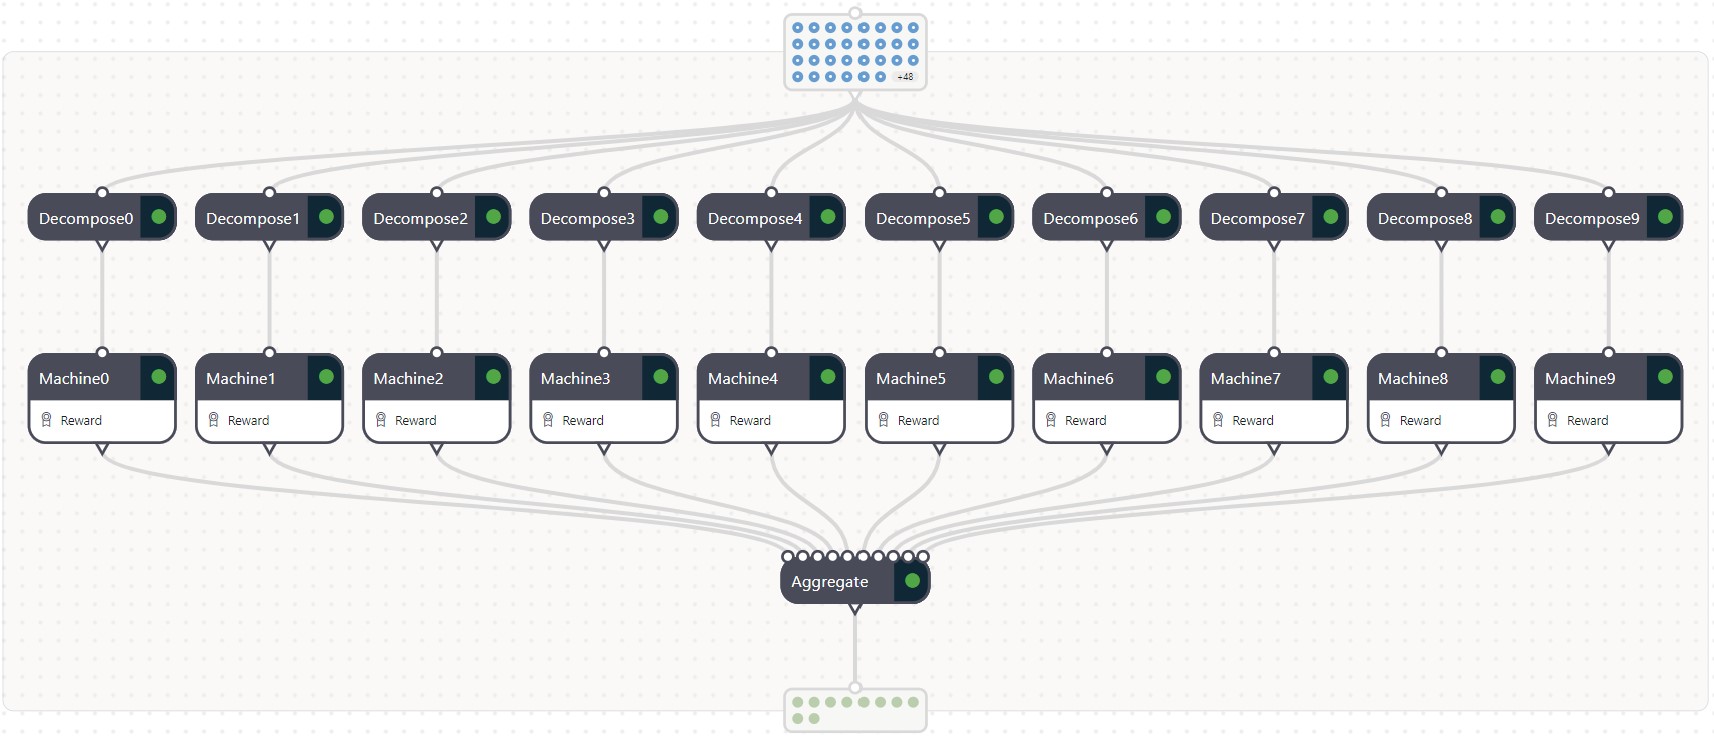 +48
Decompose0
Decompose1
Decompose2
Decompose3
Decompose4
Decompose5
Decompose6
Decompose7
Decompose8
Decompose9
Machine0
Machine1
Machine2
Machine3
Machine4
Machine5
Machine6
Machine7
Machine8
Machine9
Reward
Reward
Reward
Reward
Reward
Reward
Reward
Reward
Reward
Reward
Aggregate